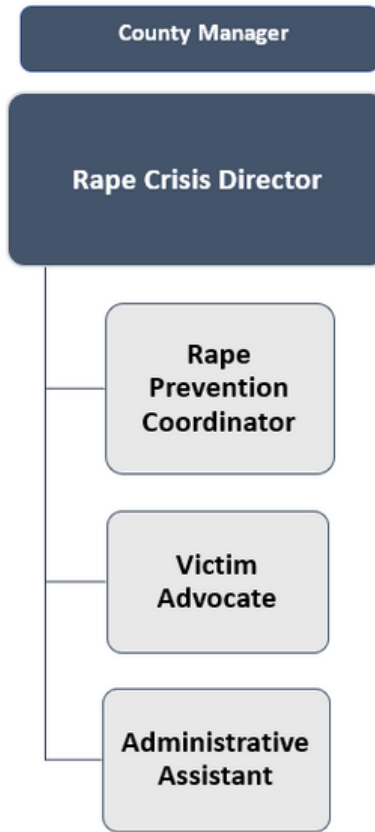 County Manager
Rape Crisis Director
Rape
Prevention
Coordinator
Victim
Advocate
Administrative
Assistant